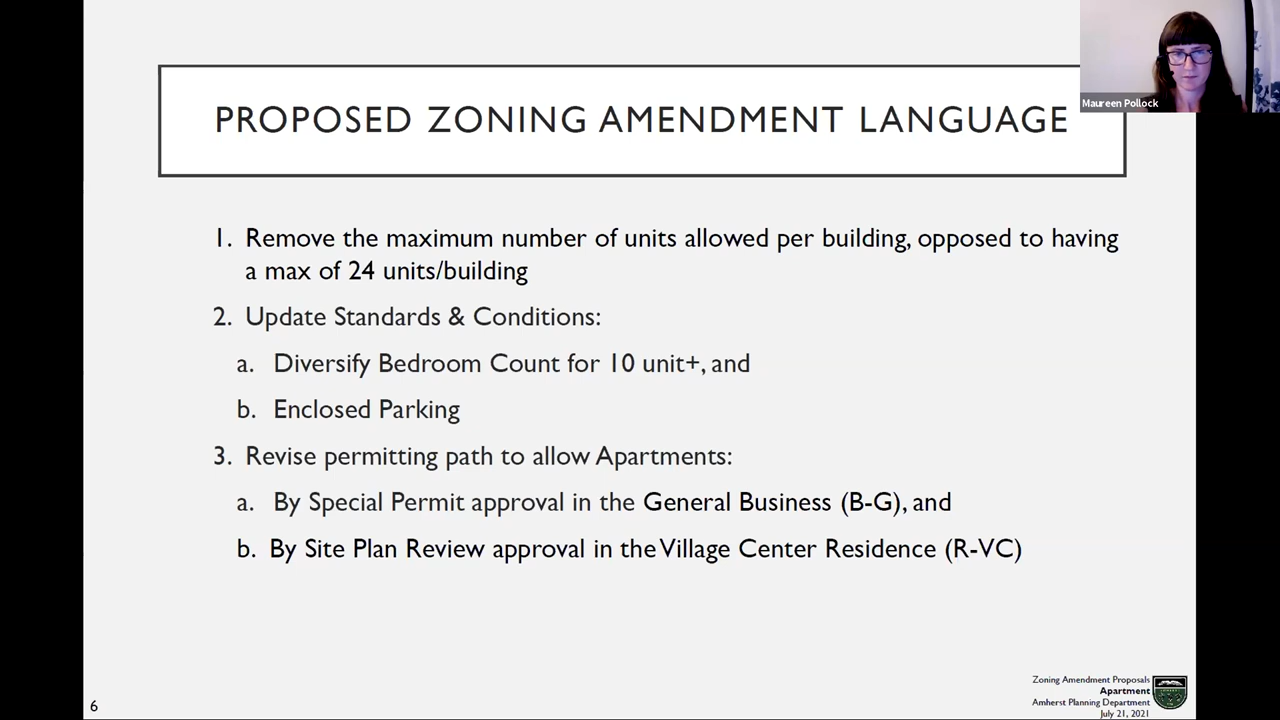 Maureen Pollock
PROPOSED ZONING AMENDMENT LANGUAGE
1. Remove the maximum number of units allowed per building, opposed to having
a max of 24 units/building
2. Update Standards & Conditions:
a. Diversify Bedroom Count for 10 unit+, and
b. Enclosed Parking
3. Revise permitting path to allow Apartments:
a. By Special Permit approval in the General Business (B-G), and
b. By Site Plan Review approval in the Village Center Residence (R-VC)
6
Zoning Amendment Proposals
Apartment
Amherst Planning Department
July 21, 2021